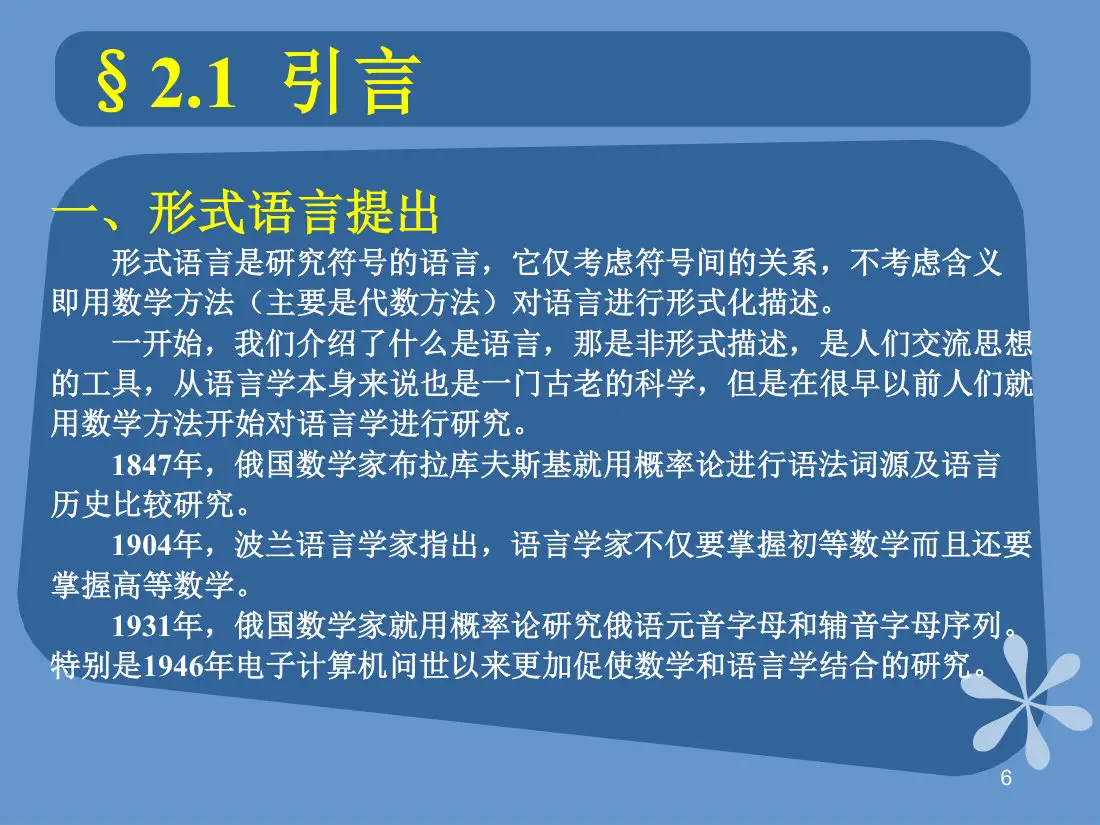 §2.1 引言
一、形式语言提出
形式语言是研究符号的语言，它仅考虑符号间的关系，不考虑含义
即用数学方法（主要是代数方法）对语言进行形式化描述。
一开始，我们介绍了什么是语言，那是非形式描述，是人们交流思想
的工具，从语言学本身来说也是一门古老的科学，但是在很早以前人们就
用数学方法开始对语言学进行研究。
1847年，俄国数学家布拉库夫斯基就用概率论进行语法词源及语言
历史比较研究。
1904年，波兰语言学家指出，语言学家不仅要掌握初等数学而且还要
掌握高等数学。
1931年，俄国数学家就用概率论研究俄语元音字母和辅音字母序列。
特别是1946年电子计算机问世以来更加促使数学和语言学结合的研究。
6